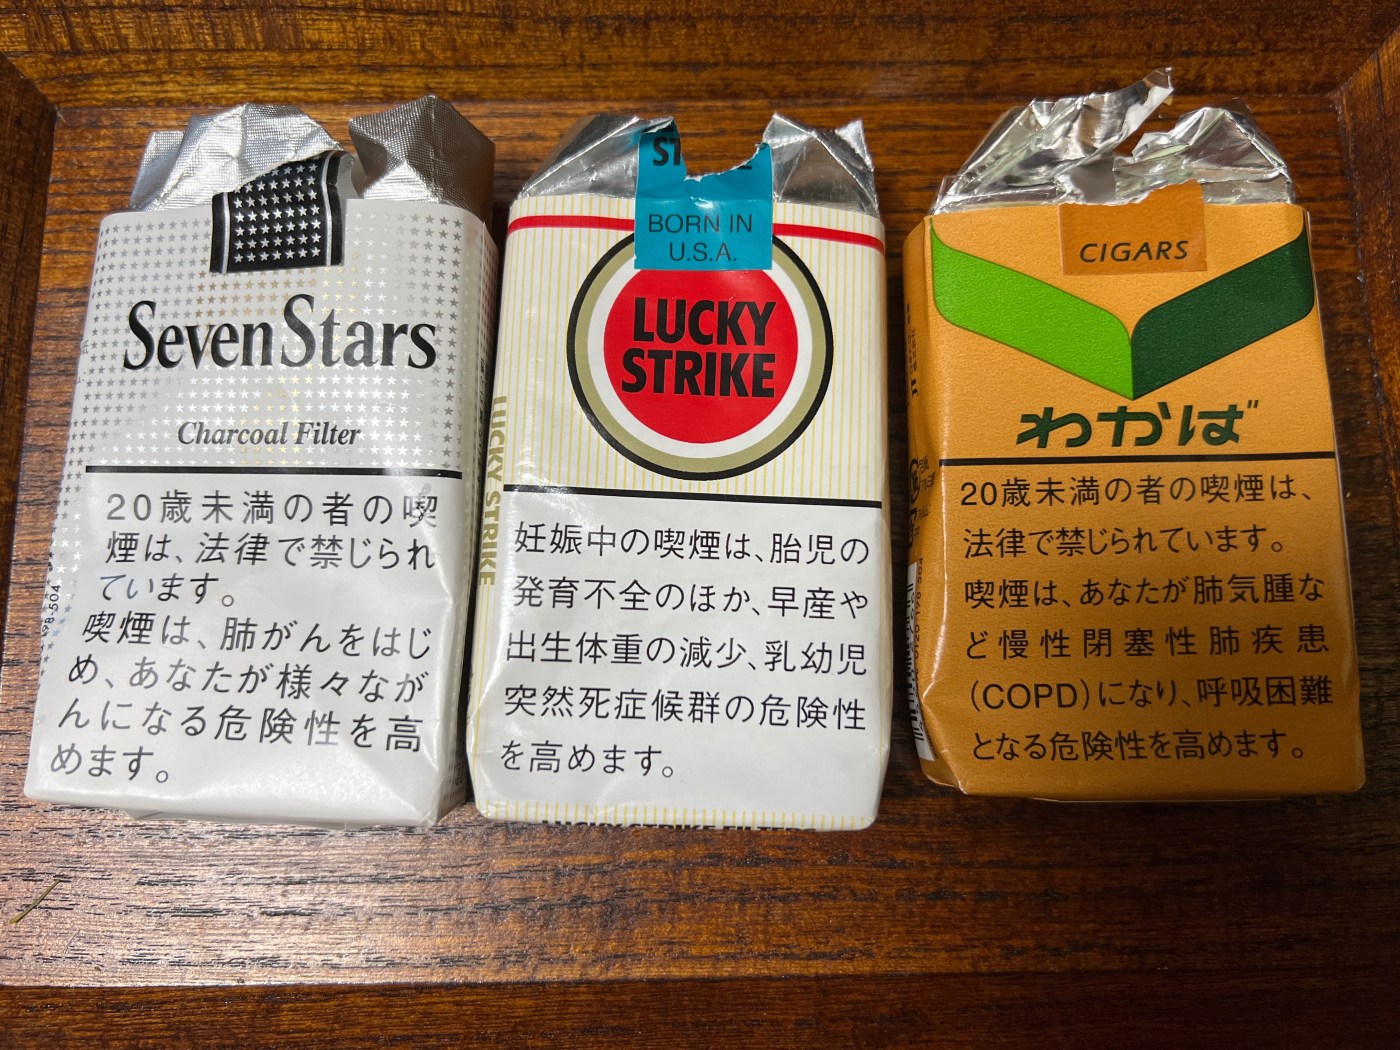 Seven Stars
Charcoal Filter
20歳未満の者の喫
煙は、法律で禁じられ
ています。
喫煙は、肺がんをはじ
め、あなたが様々なが
んになる危険性を高
めます。
BORN IN
U.S.A.
LUCKY
STRIKE
LUCKY STRIKE
妊娠中の喫煙は、胎児の
発育不全のほか、早産や
出生体重の減少、乳幼児
突然死症候群の危険性
を高めます。
LUCKY STRIKE FILTERS
CIGARS
わかば
20歳未満の者の喫煙は、
法律で禁じられています。
喫煙は、あなたが肺気腫な
ど慢性閉塞性肺疾患
(COPD)になり、呼吸困難
となる危険性を高めます。